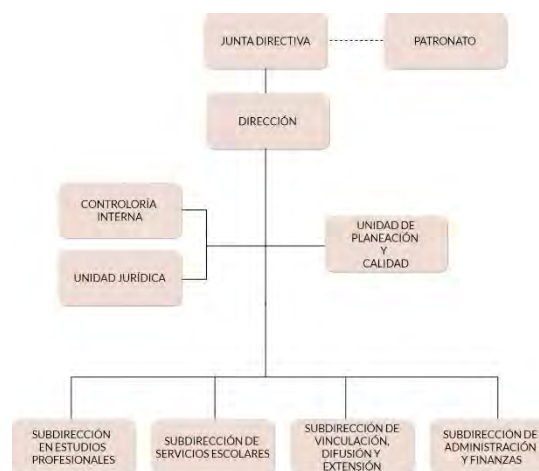 JUNTA DIRECTIVA
PATRONATO
DIRECCIÓN
CONTROLORÍA
INTERNA
UNIDAD DE
PLANEACIÓN
Y
CALIDAD
UNIDAD JURÍDICA
SUBDIRECCIÓN
EN ESTUDIOS
PROFESIONALES
SUBDIRECCIÓN DE
SERVICIOS ESCOLARES
SUBDIRECCIÓN DE
VINCULACIÓN,
DIFUSIÓN Y
EXTENSIÓN
SUBDIRECCIÓN DE
ADMINISTRACIÓN
Y FINANZAS